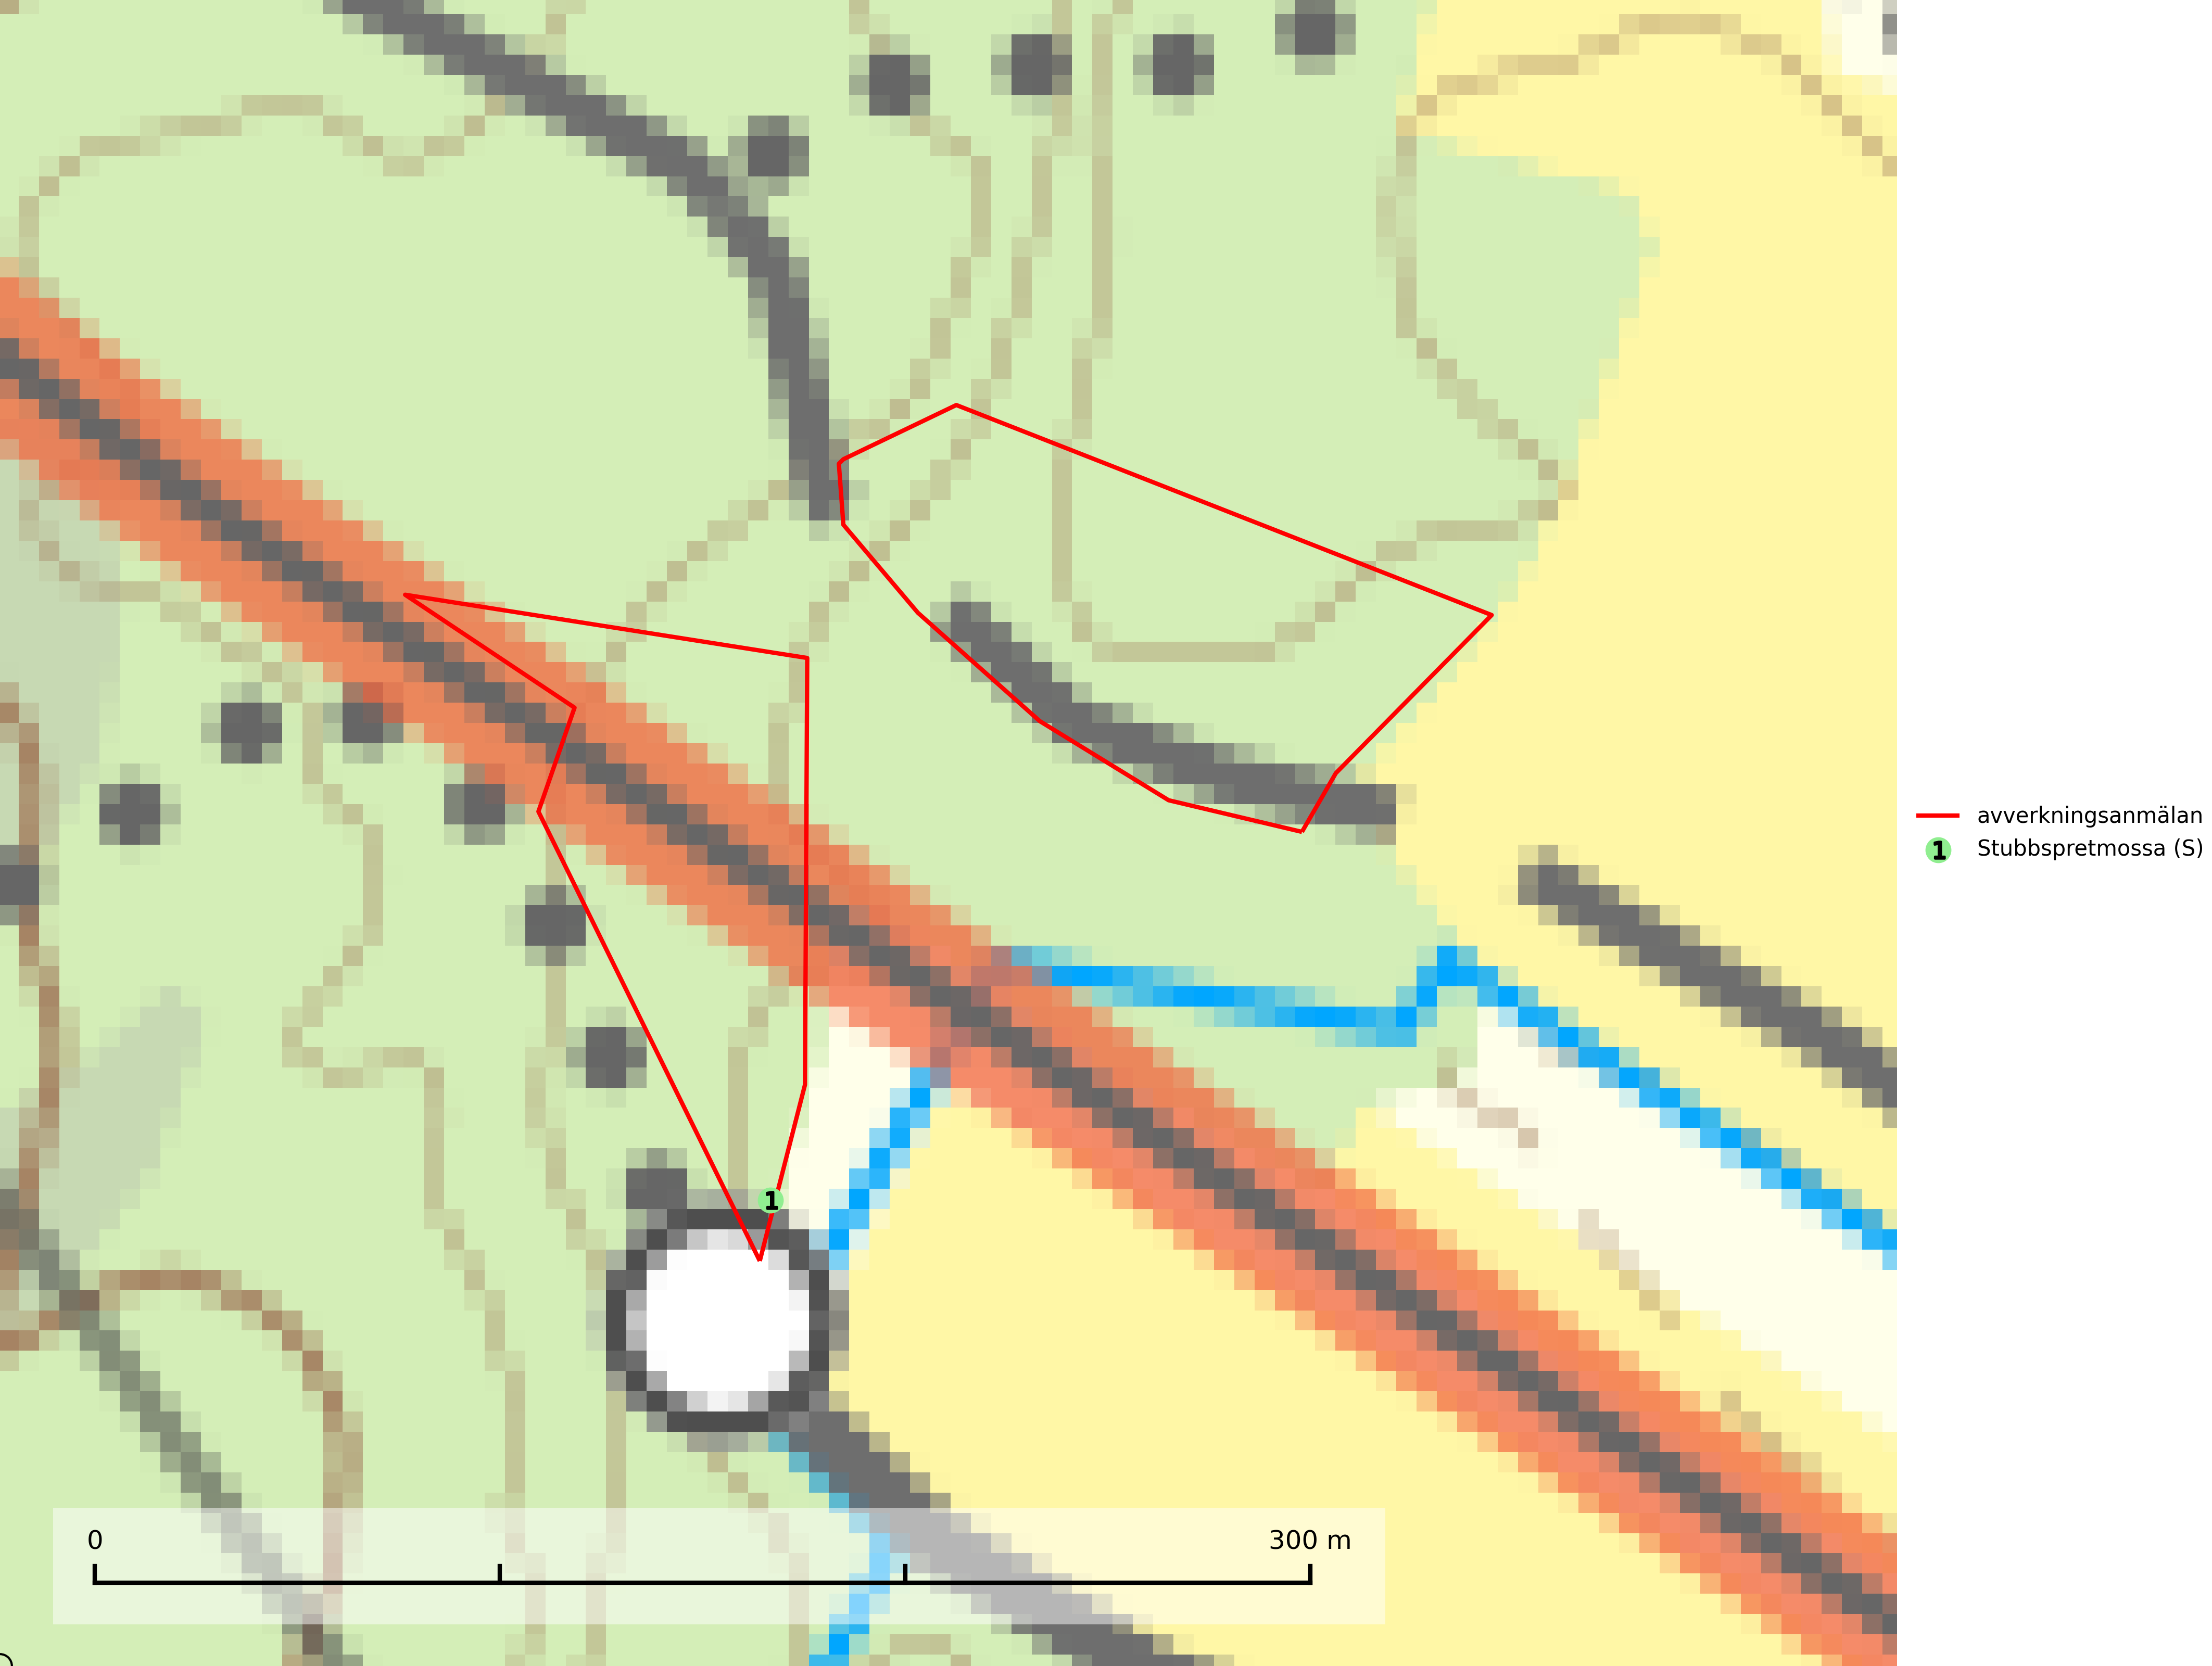 avverkningsanmälan
1 Stubbspretmossa (S)
1
0 300 m